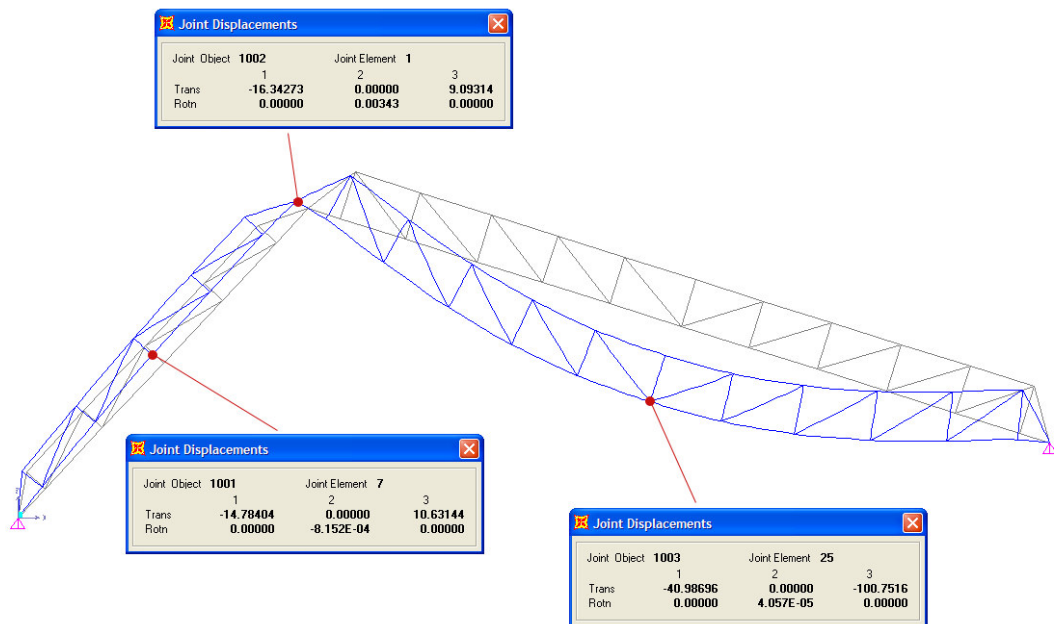 Joint Displacements
Joint Object 1002 Joint Element 1
1 2 3
Trans -16.34273 0.00000 9.09314
Rotn 0.00000 0.00343 0.00000
Joint Displacements
Joint Object 1001 Joint Element 7
1 2 3
Trans -14.78404 0.00000 10.63144
Rotn 0.00000 -8.152E-04 0.00000
Joint Displacements
Joint Object 1003 Joint Element 25
1 2 3
Trans -40.98696 0.00000 -100.7516
Rotn 0.00000 4.057E-05 0.00000